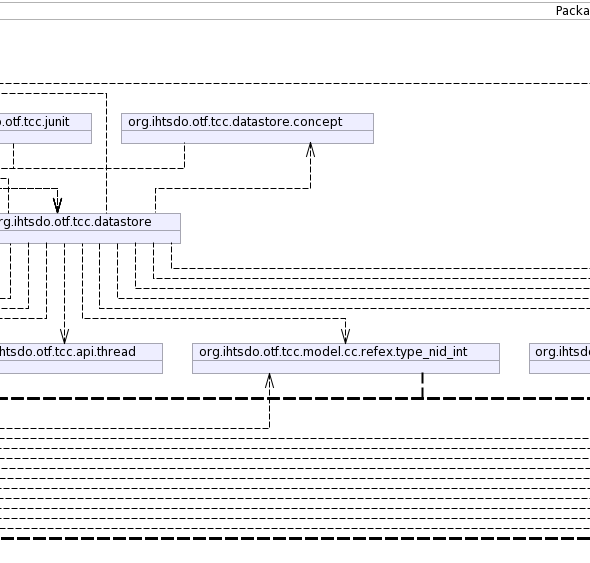 Packa
o.otf.tcc.junit
org.ihtsdo.otf.tcc.datastore.concept
rg.ihtsdo.otf.tcc.datastore
htsdo.otf.tcc.api.thread
org.ihtsdo.otf.tcc.model.cc.refex.type_nid_int
org.ihtsd